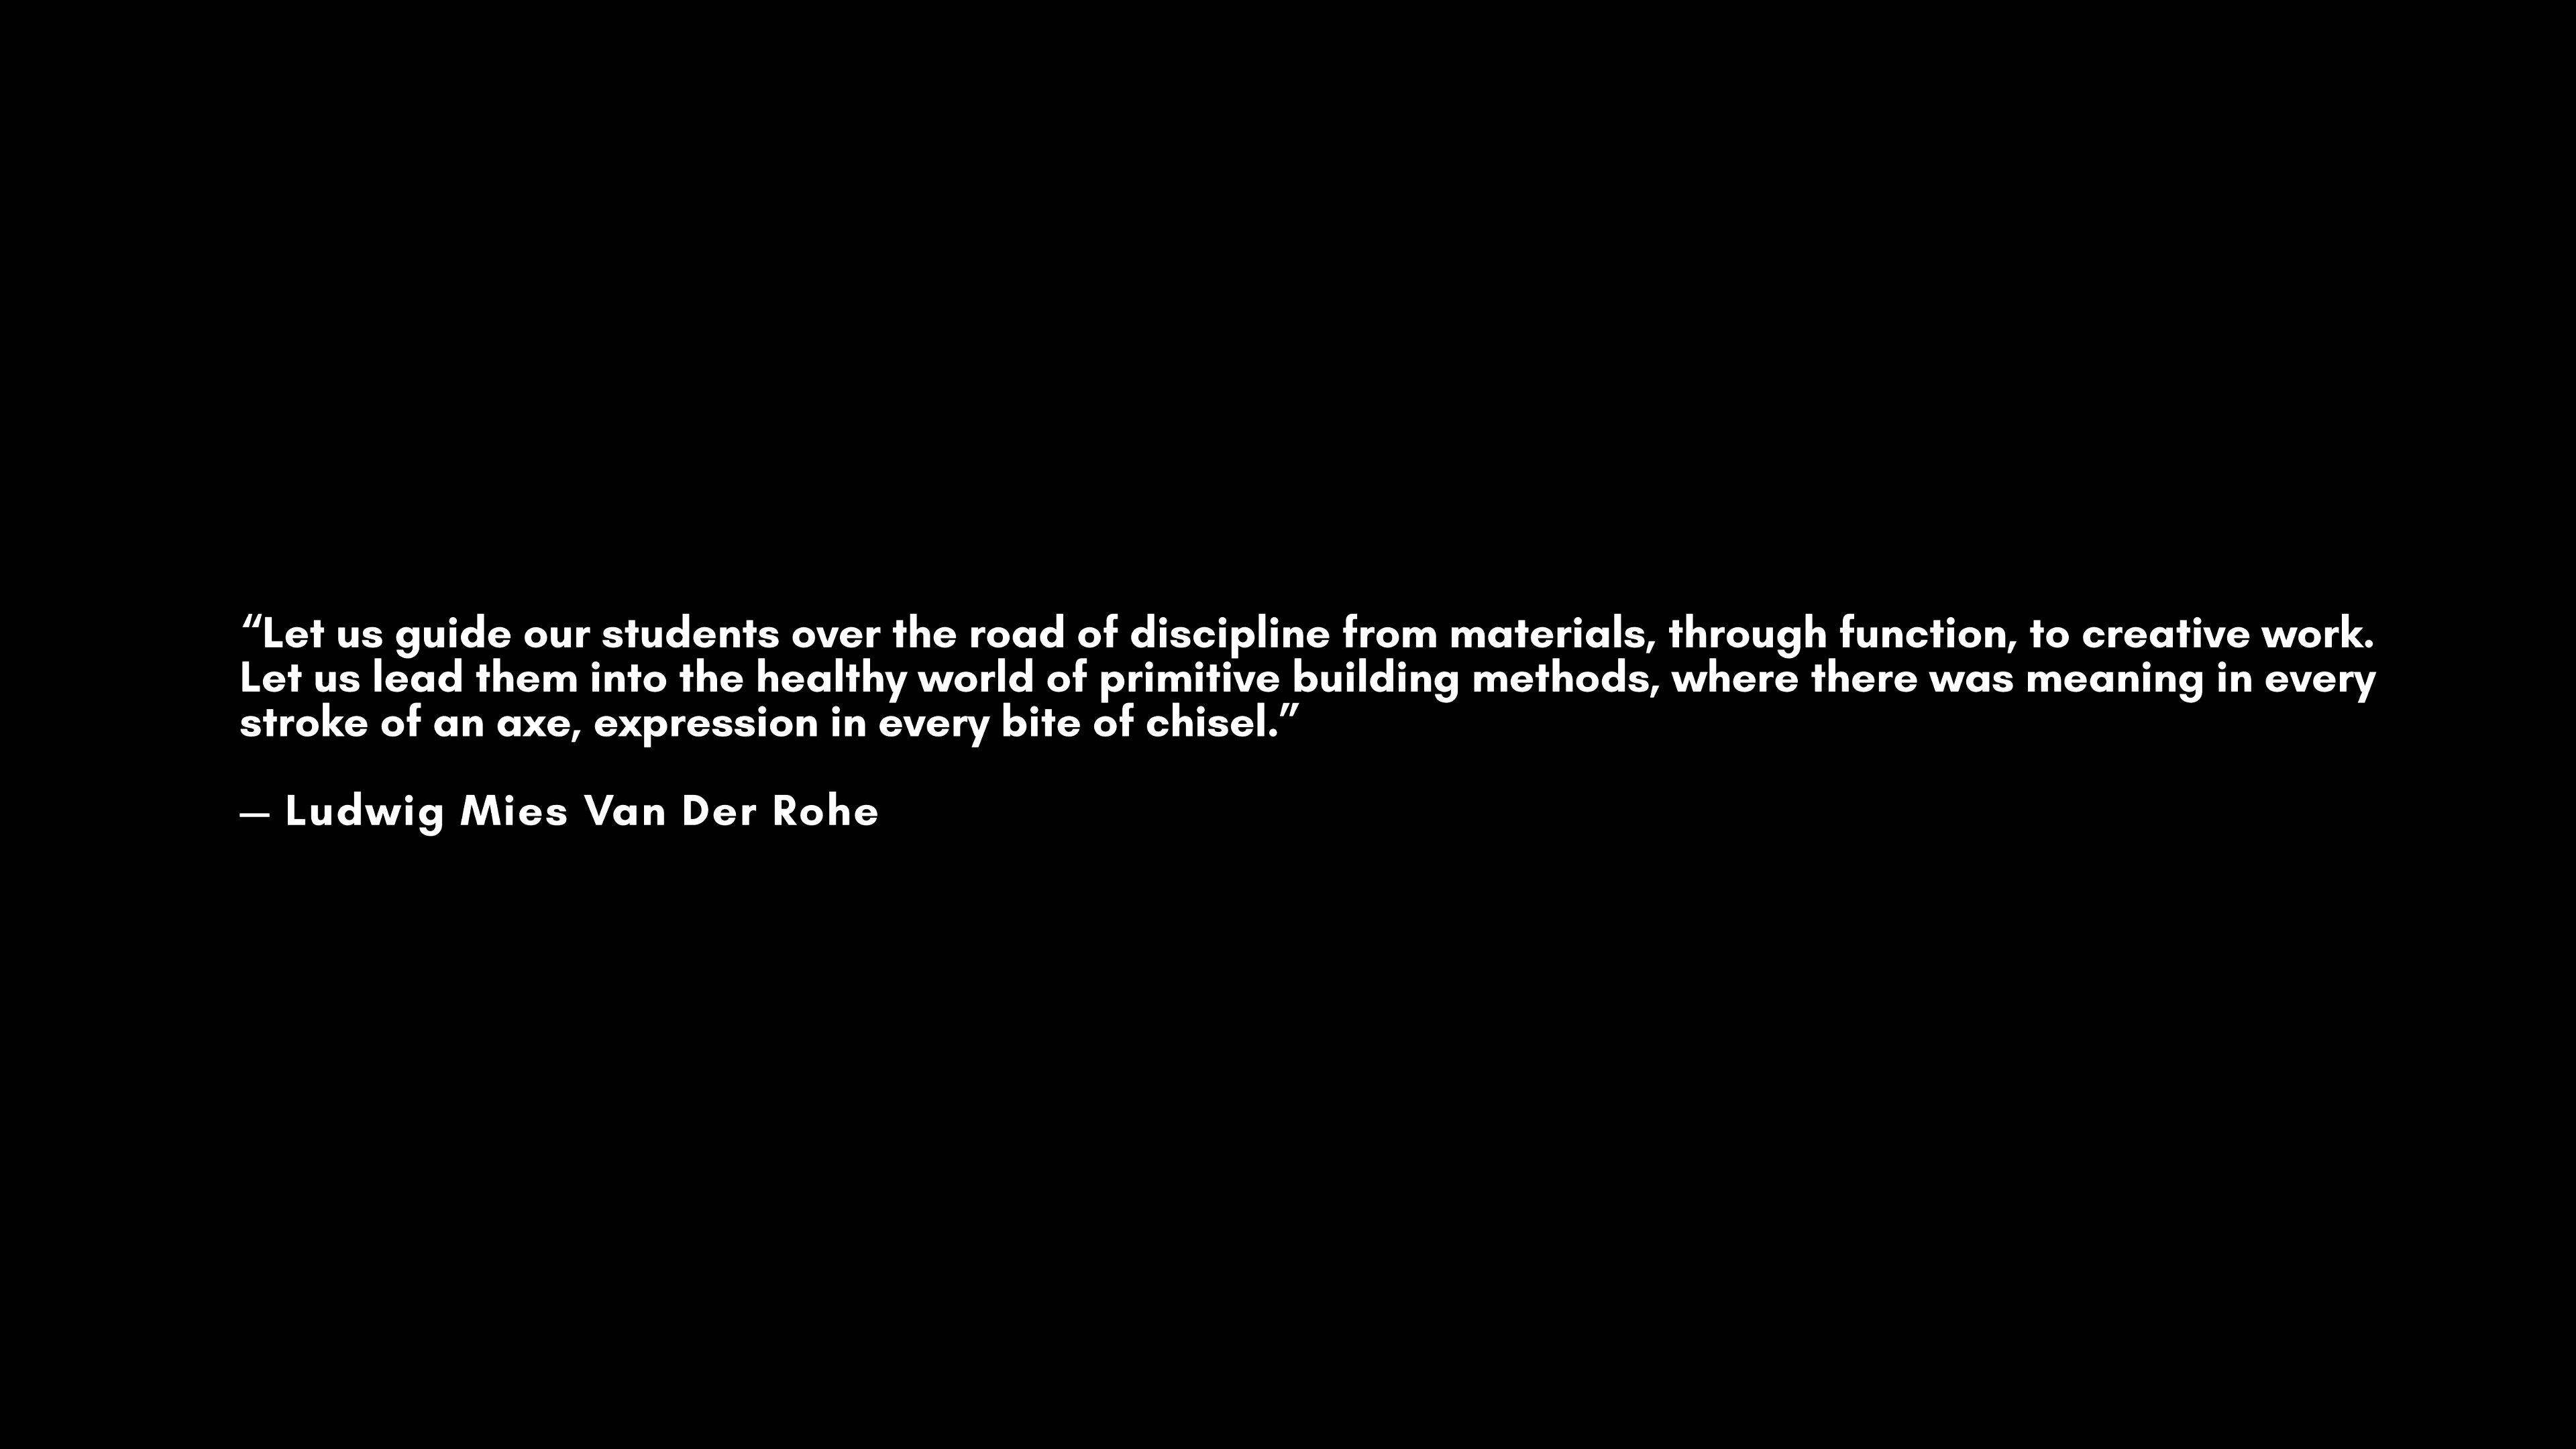 “Let us guide our students over the road of discipline from materials, through function, to creative work.
Let us lead them into the healthy world of primitive building methods, where there was meaning in every
stroke of an axe, expression in every bite of chisel.”
— Ludwig Mies Van Der Rohe